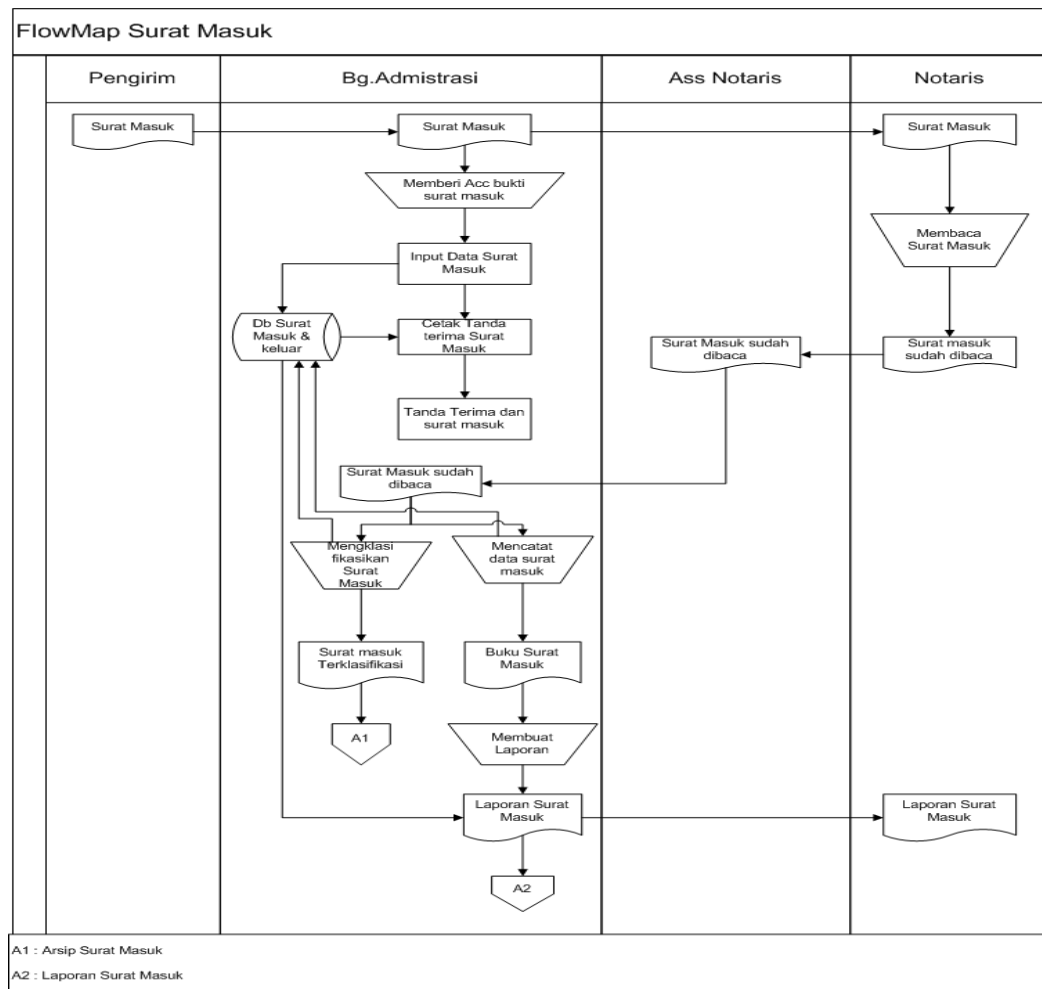 FlowMap Surat Masuk
Pengirim
Bg.Admistrasi
Ass Notaris
Notaris
Surat Masuk
Surat Masuk
Surat Masuk
Memberi Acc bukti
surat masuk
Membaca
Surat Masuk
Input Data Surat
Masuk
Db Surat
Masuk &
keluar
Cetak Tanda
terima Surat
Masuk
Surat Masuk sudah
dibaca
Surat masuk
sudah dibaca
Tanda Terima dan
surat masuk
Surat Masuk sudah
dibaca
Mengklasi
fikasikan
Surat
Masuk
Mencatat
data surat
masuk
Surat masuk
Terklasifikasi
Buku Surat
Masuk
A1
Membuat
Laporan
Laporan Surat
Masuk
Laporan Surat
Masuk
A2
A1 : Arsip Surat Masuk
A2 : Laporan Surat Masuk